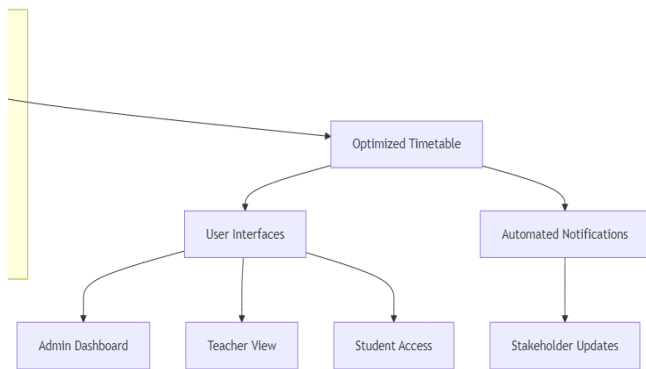 Optimized Timetable
User Interfaces
Automated Notifications
Admin Dashboard
Teacher View
Student Access
Stakeholder Updates